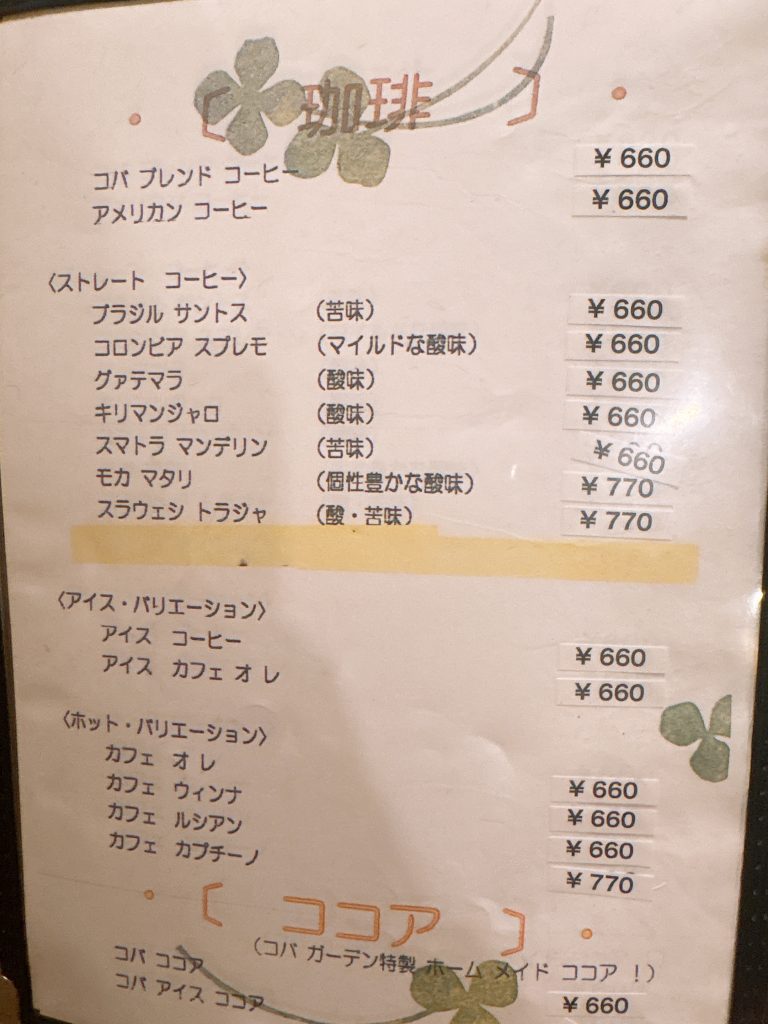 珈琲
コパ ブレンド コーヒー ¥660
アメリカン コーヒー ¥660
〈ストレート コーヒー〉
ブラジル サントス (苦味) ¥660
コロンビア スプレモ (マイルドな酸味) ¥660
グァテマラ (酸味) ¥660
キリマンジャロ (酸味) ¥660
スマトラ マンデリン (苦味) ¥660
モカ マタリ (個性豊かな酸味) ¥770
スラウェシ トラジャ (酸・苦味) ¥770
〈アイス・バリエーション〉
アイス コーヒー ¥660
アイス カフェ オ レ ¥660
〈ホット・バリエーション〉
カフェ オ レ ¥660
カフェ ウィンナ ¥660
カフェ ルシアン ¥660
カフェ カプチーノ ¥770
ココア
(コパ ガーデン特製 ホーム メイド ココア !)
コパ ココア ¥660
コパ アイス ココア